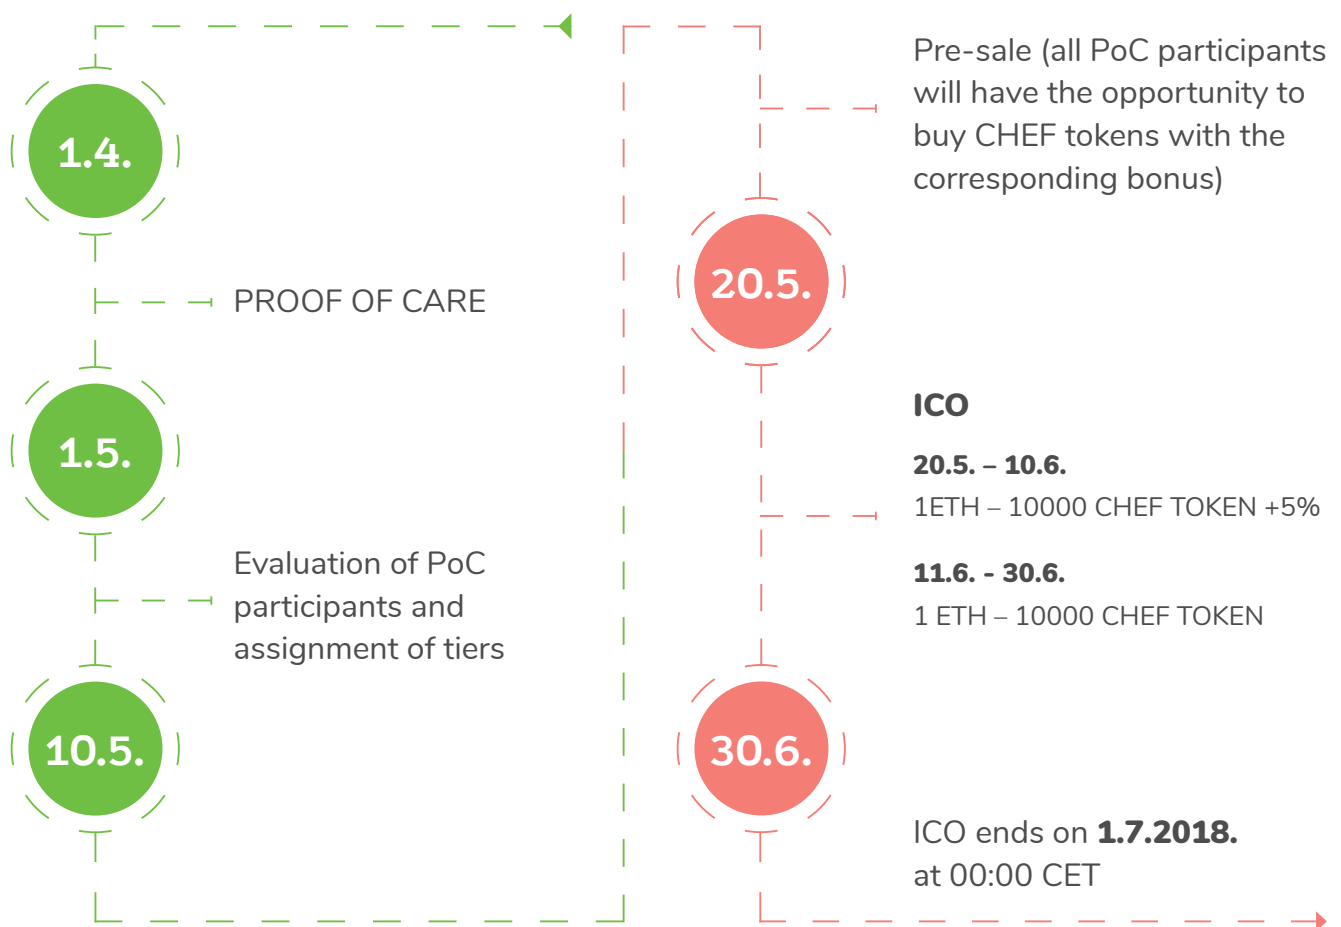 1.4.
PROOF OF CARE
1.5.
Evaluation of PoC
participants and
assignment of tiers
10.5.
Pre-sale (all PoC participants
will have the opportunity to
buy CHEF tokens with the
corresponding bonus)
20.5.
ICO
20.5. – 10.6.
1ETH – 10000 CHEF TOKEN +5%
11.6. - 30.6.
1 ETH – 10000 CHEF TOKEN
30.6.
ICO ends on 1.7.2018.
at 00:00 CET